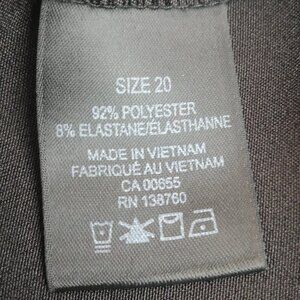 SIZE 20
92% POLYESTER
8% ELASTANE/ÉLASTHANNE
MADE IN VIETNAM
FABRIQUÉ AU VIETNAM
CA 00655
RN 138760